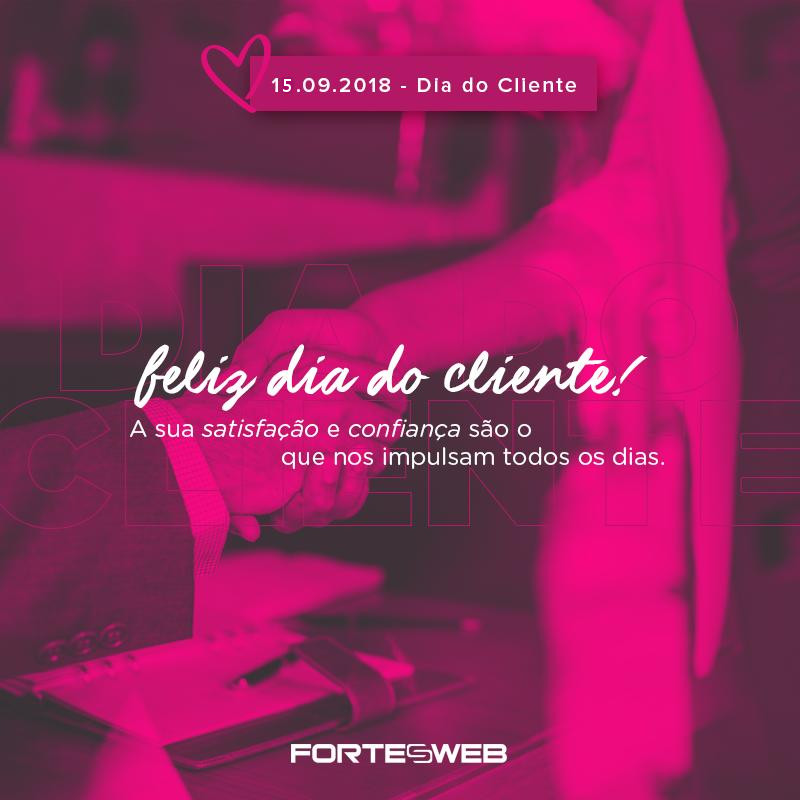 15.09.2018 - Dia do Cliente
DIA DO
CLIENTE
feliz dia do cliente!
A sua satisfação e confiança são o
que nos impulsam todos os dias.
FORTESWEB